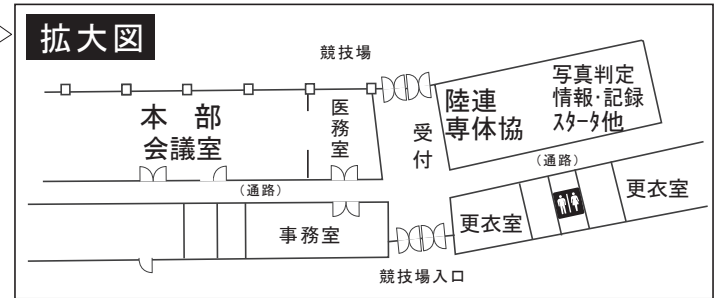 拡大図
競技場
本 部
会議室
医務室
受付
陸連
専体協
写真判定
情報・記録
スタータ他
(通路)
(通路)
更衣室
更衣室
事務室
競技場入口